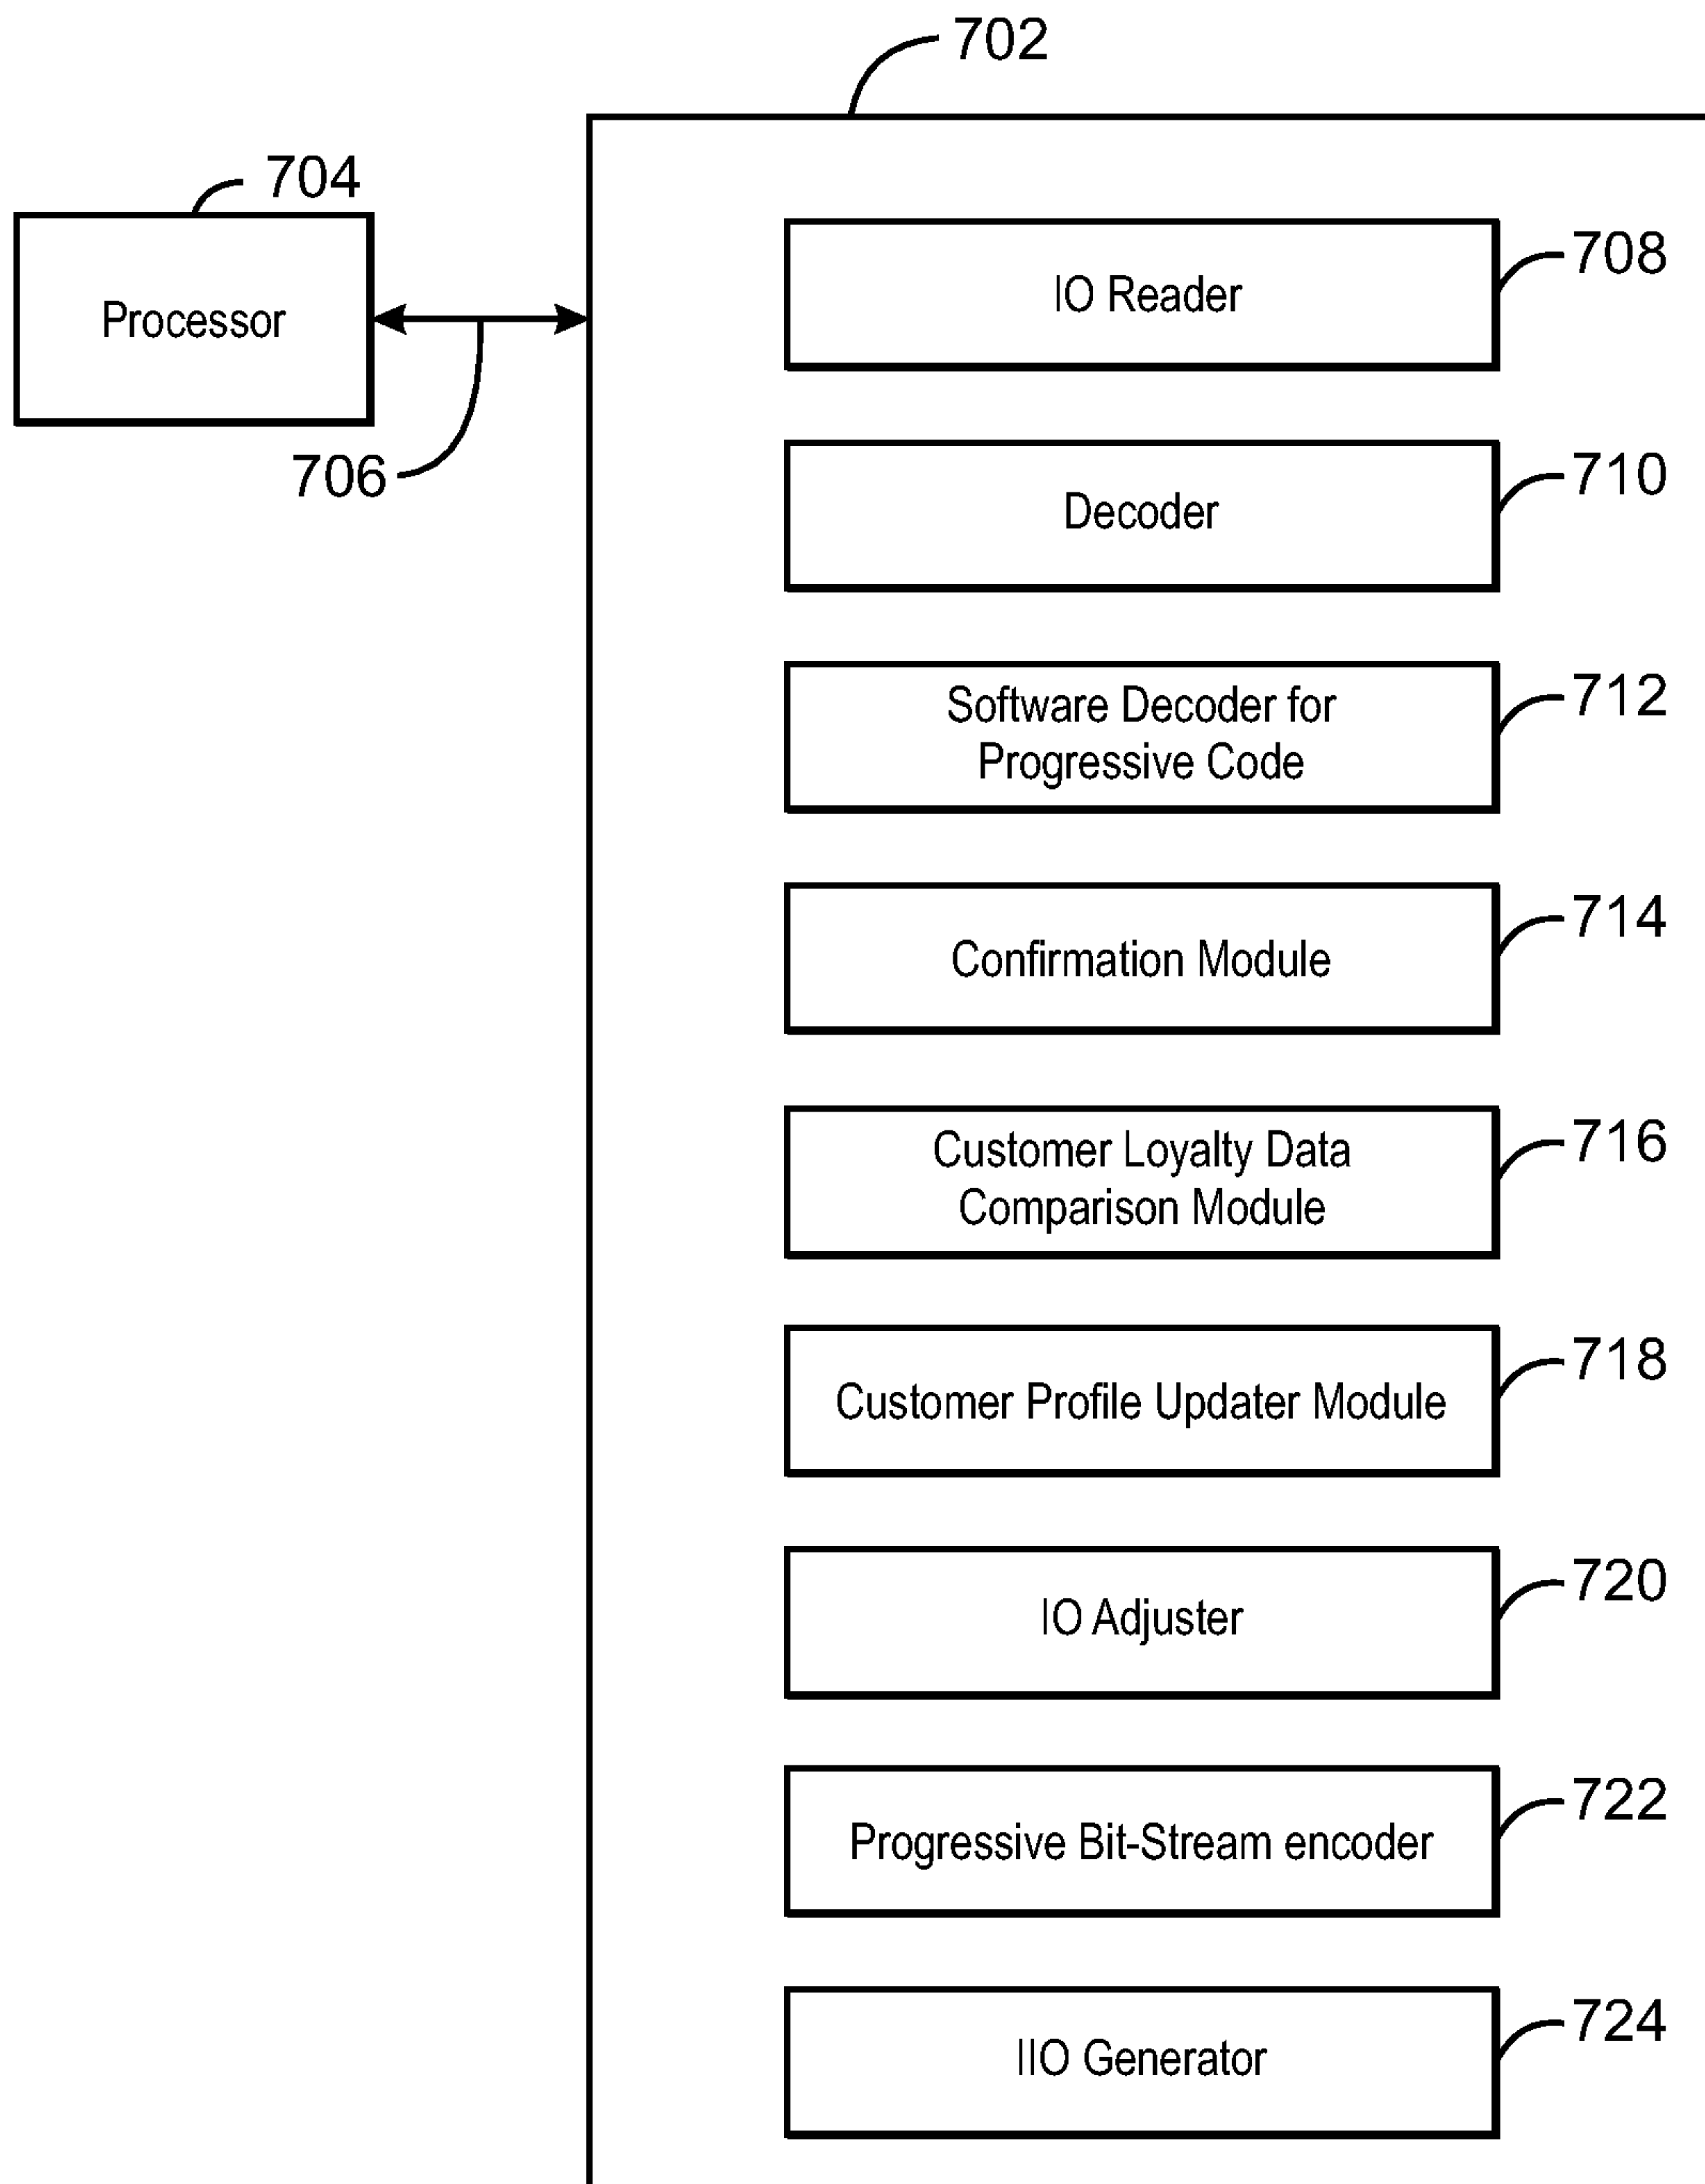 702
704
Processor
706
IO Reader
708
Decoder
710
Software Decoder for
Progressive Code
712
Confirmation Module
714
Customer Loyalty Data
Comparison Module
716
Customer Profile Updater Module
718
IO Adjuster
720
Progressive Bit-Stream encoder
722
IIO Generator
724